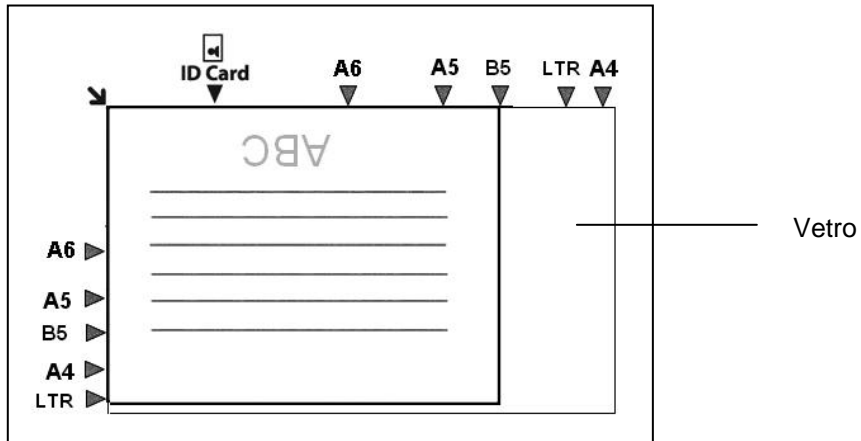 ID Card A6 A5 B5 LTR A4
ABC
Vetro
A6
A5
B5
A4
LTR